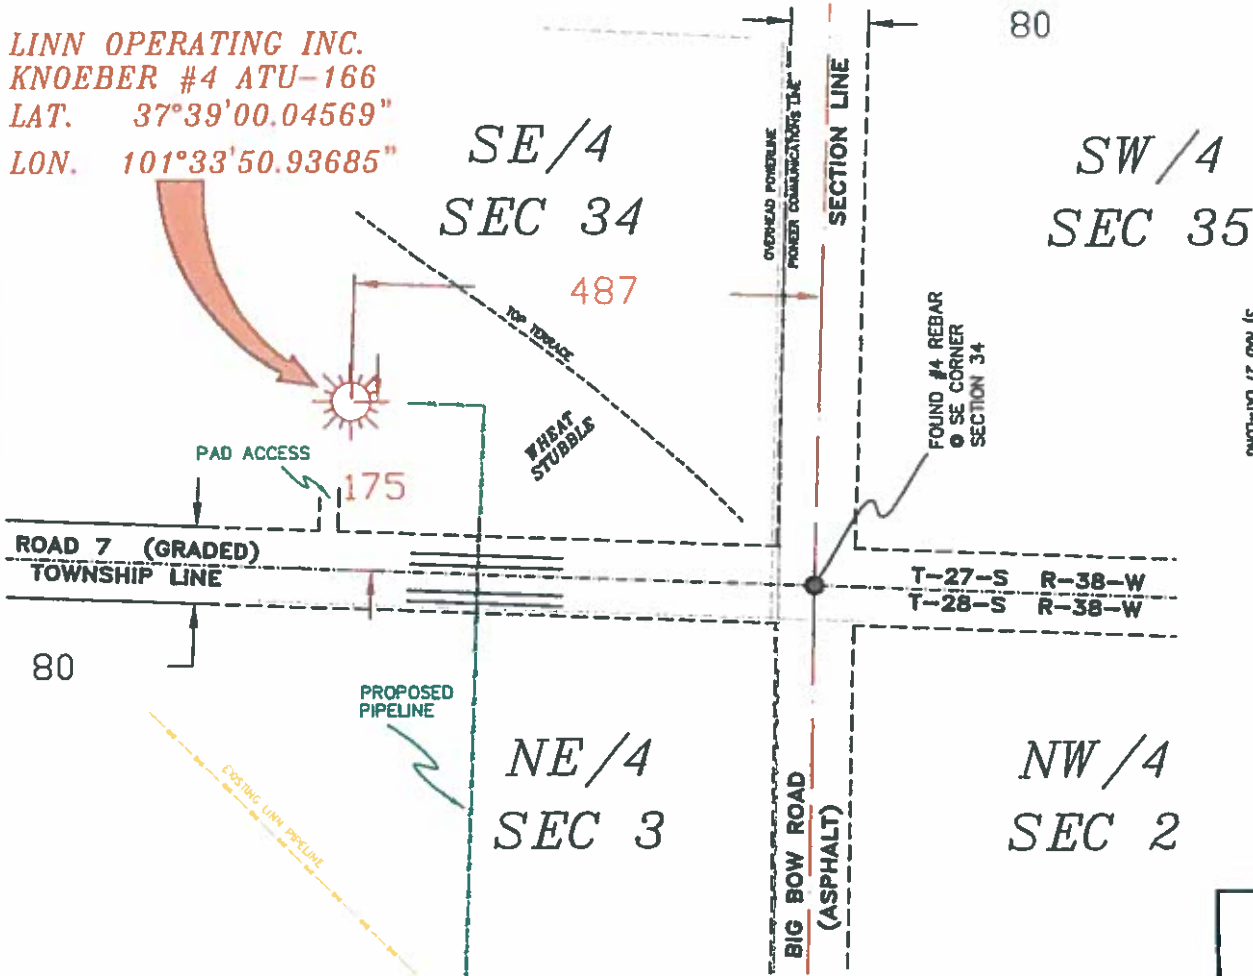 LINN OPERATING INC.
KNOEBER #4 ATU-166
LAT. 37°39'00.04569"
LON. 101°33'50.93685"
80
SE/4
SEC 34
SW/4
SEC 35
OVERHEAD POWERLINE
PIONEER COMMUNICATIONS LINE
SECTION LINE
487
TOP TERRACE
WHEAT
STUBBLE
FOUND #4 REBAR
@ SE CORNER
SECTION 34
PAD ACCESS
175
ROAD 7 (GRADED)
TOWNSHIP LINE
T-27-S R-38-W
T-28-S R-38-W
80
PROPOSED
PIPELINE
EXISTING LINN PIPELINE
NE/4
SEC 3
BIG BOW ROAD
(ASPHALT)
NW/4
SEC 2